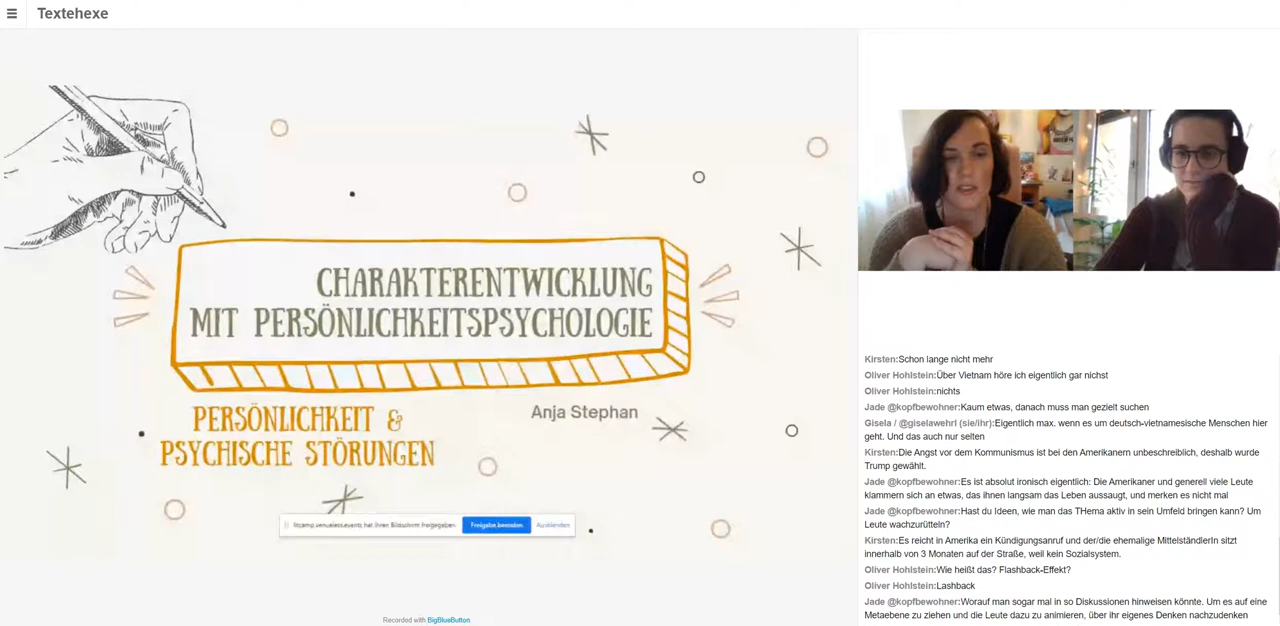 Textehexe
CHARAKTERENTWICKLUNG
MIT PERSÖNLICHKEITSPSYCHOLOGIE
PERSÖNLICHKEIT &
PSYCHISCHE STÖRUNGEN
Anja Stephan
litcamp.venueless.events hat Ihren Bildschirm freigegeben.
Freigabe beenden
Ausblenden
Recorded with BigBlueButton
Kirsten:Schon lange nicht mehr
Oliver Hohlstein:Über Vietnam höre ich eigentlich gar nichst
Oliver Hohlstein:nichts
Jade @kopfbewohner:Kaum etwas, danach muss man gezielt suchen
Gisela / @giselawehrl (sie/ihr):Eigentlich max. wenn es um deutsch-vietnamesische Menschen hier
geht. Und das auch nur selten
Kirsten:Die Angst vor dem Kommunismus ist bei den Amerikanern unbeschreiblich, deshalb wurde
Trump gewählt.
Jade @kopfbewohner:Es ist absolut ironisch eigentlich: Die Amerikaner und generell viele Leute
klammern sich an etwas, das ihnen langsam das Leben aussaugt, und merken es nicht mal
Jade @kopfbewohner:Hast du Ideen, wie man das THema aktiv in sein Umfeld bringen kann? Um
Leute wachzurütteln?
Kirsten:Es reicht in Amerika ein Kündigungsanruf und der/die ehemalige MittelständlerIn sitzt
innerhalb von 3 Monaten auf der Straße, weil kein Sozialsystem.
Oliver Hohlstein:Wie heißt das? Flashback-Effekt?
Oliver Hohlstein:Lashback
Jade @kopfbewohner:Worauf man sogar mal in so Diskussionen hinweisen könnte. Um es auf eine
Metaebene zu ziehen und die Leute dazu zu animieren, über ihr eigenes Denken nachzudenken